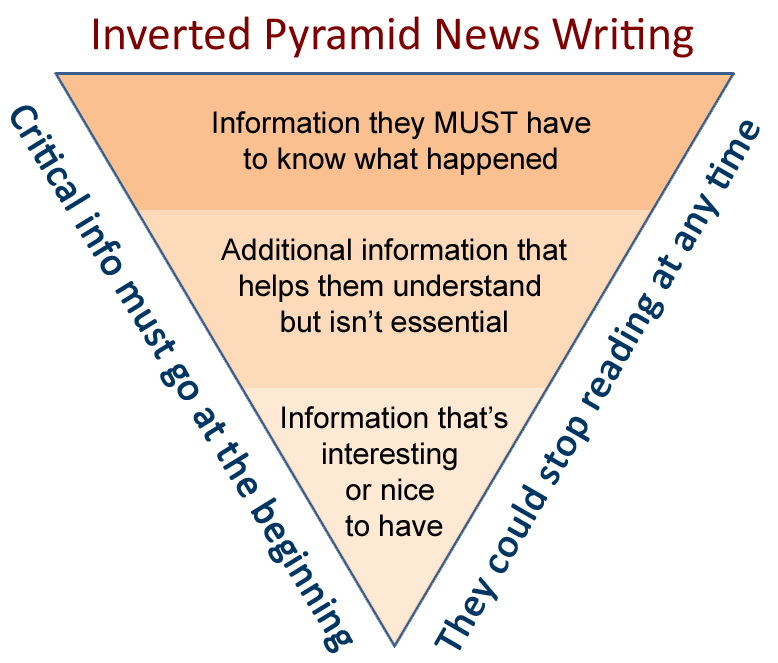 Inverted Pyramid News Writing
Information they MUST have
to know what happened
Additional information that
helps them understand
but isn’t essential
Information that’s
interesting
or nice
to have
Critical info must go at the beginning
They could stop reading at any time